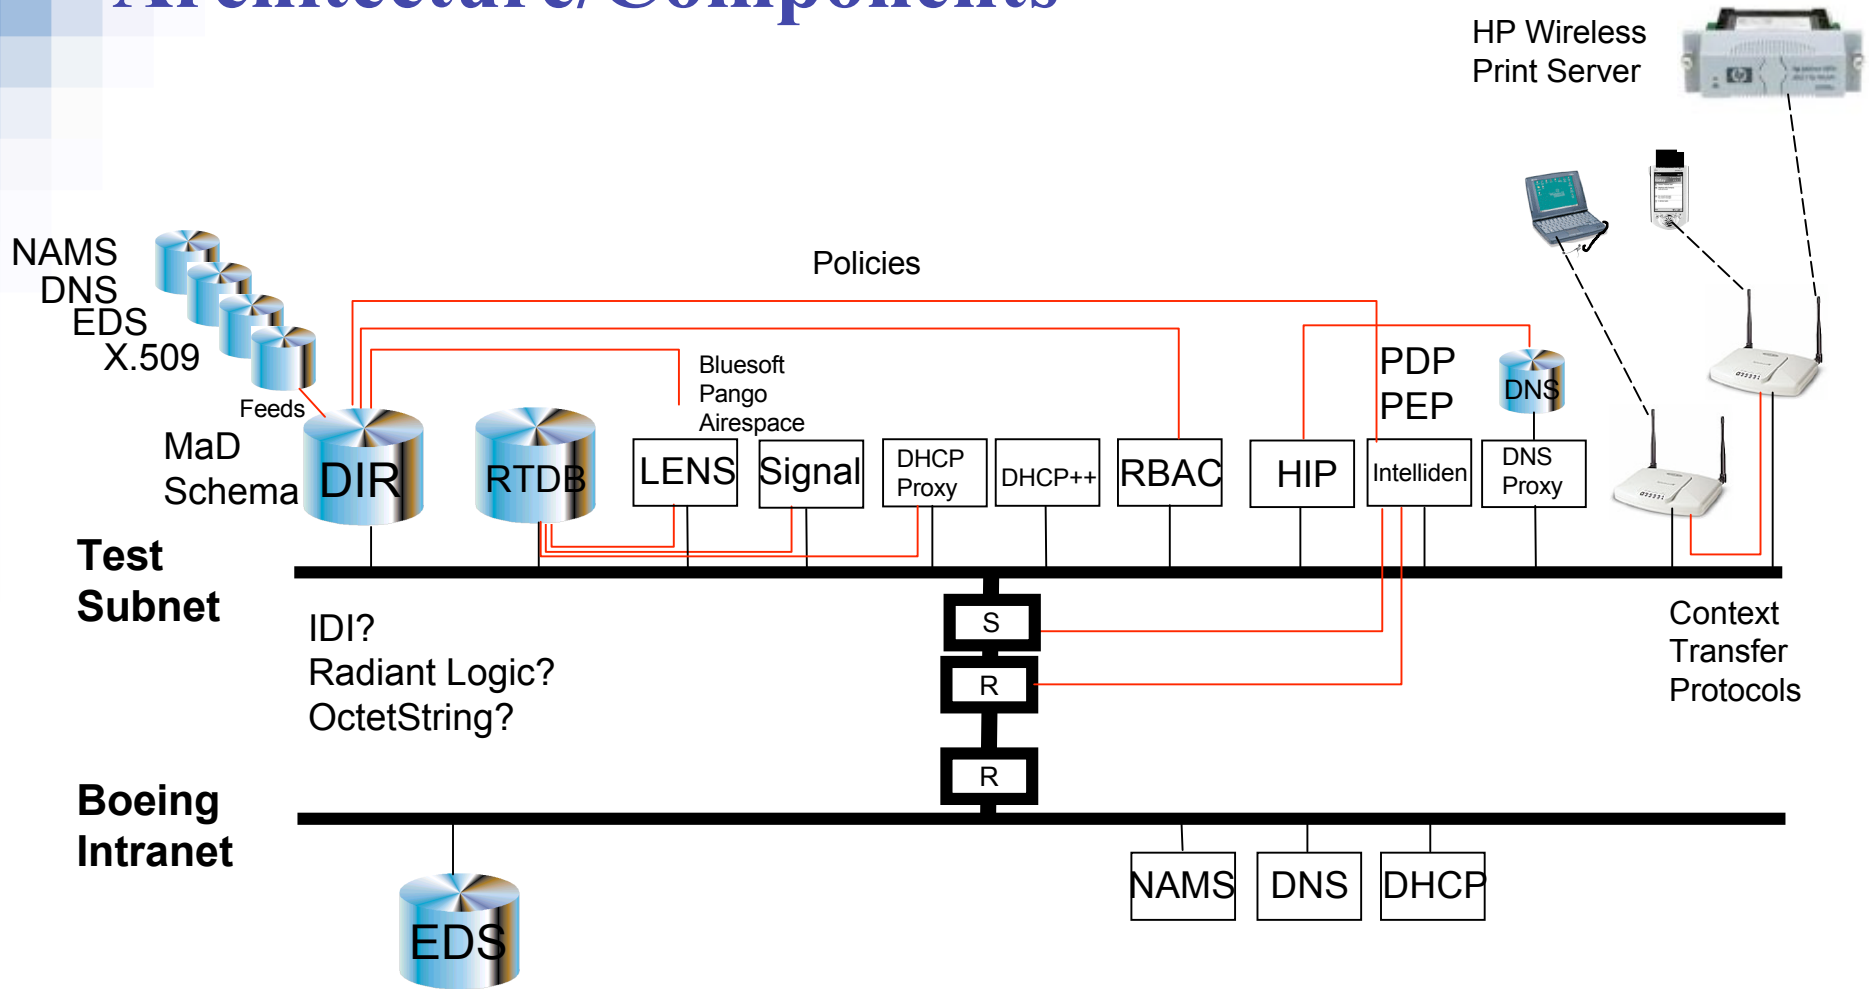 Architecture/Components
HP Wireless
Print Server
NAMS
DNS
EDS
X.509
Feeds
MaD
Schema
DIR
Policies
Bluesoft
Pango
Airespace
RTDB
LENS
Signal
DHCP
Proxy
DHCP++
RBAC
HIP
PDP
PEP
Intelliden
DNS
DNS
Proxy
Test
Subnet
IDI?
Radiant Logic?
OctetString?
S
R
R
Context
Transfer
Protocols
Boeing
Intranet
EDS
NAMS
DNS
DHCP